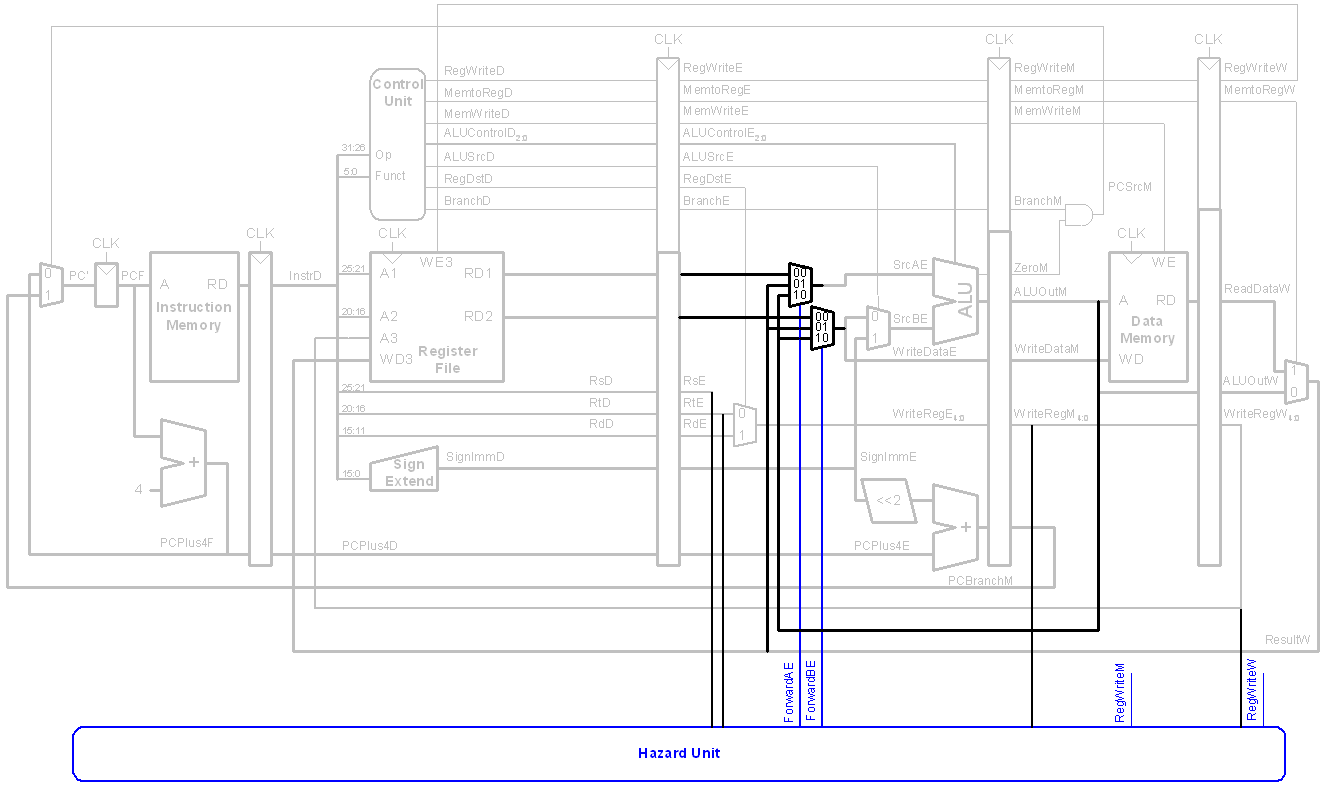 CLK
CLK
CLK
RegWriteD
RegWriteE
RegWriteM
RegWriteW
Control
Unit
MemtoRegD
MemtoRegE
MemtoRegM
MemtoRegW
MemWriteD
MemWriteE
MemWriteM
ALUControlD2:0
ALUControlE2:0
31:26
Op
ALUSrcD
ALUSrcE
5:0
Funct
RegDstD
RegDstE
PCSrcM
BranchD
BranchE
BranchM
CLK
CLK
CLK
CLK
0
1
PC'
PCF
A
RD
Instruction
Memory
InstrD
25:21
A1
WE3
RD1
00
01
10
SrcAE
ALU
ZeroM
WE
ALUOutM
A
RD
ReadDataW
20:16
A2
RD2
00
01
10
0
1
SrcBE
Data
Memory
A3
WD3
Register
File
WriteDataE
WriteDataM
WD
1
0
25:21
RsD
RsE
ALUOutW
20:16
RtD
RtE
0
1
WriteRegE4:0
WriteRegM4:0
WriteRegW4:0
15:11
RdD
RdE
SignImmD
SignImmE
15:0
Sign
Extend
+
4
<<2
+
PCPlus4F
PCPlus4D
PCPlus4E
PCBranchM
ResultW
ForwardAE
ForwardBE
RegWriteM
RegWriteW
Hazard Unit